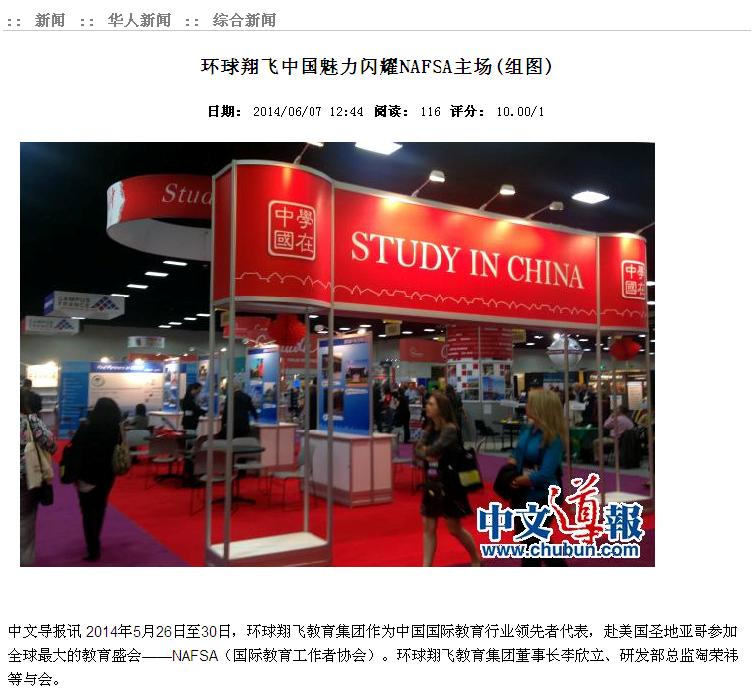 :: 新闻 :: 华人新闻 :: 综合新闻
环球翔飞中国魅力闪耀NAFSA主场(组图)
日期： 2014/06/07 12:44 阅读： 116 评分： 10.00/1
Stud
中學
國在
STUDY IN CHINA
中學
國在
CAMPUS
FRANCE
中文導報
www.chubun.com
中文导报讯 2014年5月26日至30日，环球翔飞教育集团作为中国国际教育行业领先者代表，赴美国圣地亚哥参加
全球最大的教育盛会——NAFSA（国际教育工作者协会）。环球翔飞教育集团董事长李欣立、研发部总监淘荣祎
等与会。